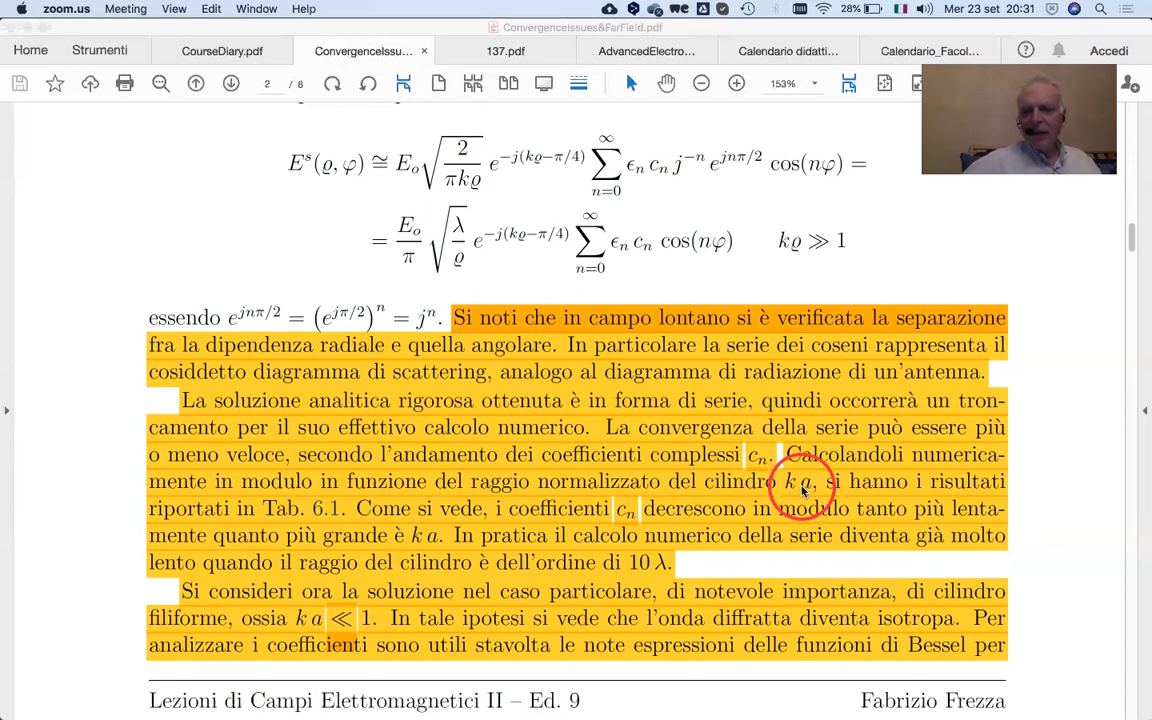 zoom.us Meeting View Edit Window Help 28% Mer 23 set 20:31
ConvergenceIssues&FarField.pdf
Home Strumenti CourseDiary.pdf ConvergenceIssu... × 137.pdf AdvancedElectro... Calendario didatti... Calendario_Facol... Accedi
2 / 8 153%
E^s(ϱ, φ) ≅ E_o √(2/(πkϱ)) e^{−j(kϱ−π/4)} ∑_{n=0}^{∞} ϵ_n c_n j^{−n} e^{jnπ/2} cos(nφ) =
= E_o/π √(λ/ϱ) e^{−j(kϱ−π/4)} ∑_{n=0}^{∞} ϵ_n c_n cos(nφ) kϱ ≫ 1
essendo e^{jnπ/2} = (e^{jπ/2})^n = j^n. Si noti che in campo lontano si è verificata la separazione
fra la dipendenza radiale e quella angolare. In particolare la serie dei coseni rappresenta il
cosiddetto diagramma di scattering, analogo al diagramma di radiazione di un'antenna.
La soluzione analitica rigorosa ottenuta è in forma di serie, quindi occorrerà un tron-
camento per il suo effettivo calcolo numerico. La convergenza della serie può essere più
o meno veloce, secondo l'andamento dei coefficienti complessi c_n. Calcolandoli numerica-
mente in modulo in funzione del raggio normalizzato del cilindro k a, si hanno i risultati
riportati in Tab. 6.1. Come si vede, i coefficienti c_n decrescono in modulo tanto più lenta-
mente quanto più grande è k a. In pratica il calcolo numerico della serie diventa già molto
lento quando il raggio del cilindro è dell'ordine di 10 λ.
Si consideri ora la soluzione nel caso particolare, di notevole importanza, di cilindro
filiforme, ossia k a ≪ 1. In tale ipotesi si vede che l'onda diffratta diventa isotropa. Per
analizzare i coefficienti sono utili stavolta le note espressioni delle funzioni di Bessel per
Lezioni di Campi Elettromagnetici II – Ed. 9 Fabrizio Frezza